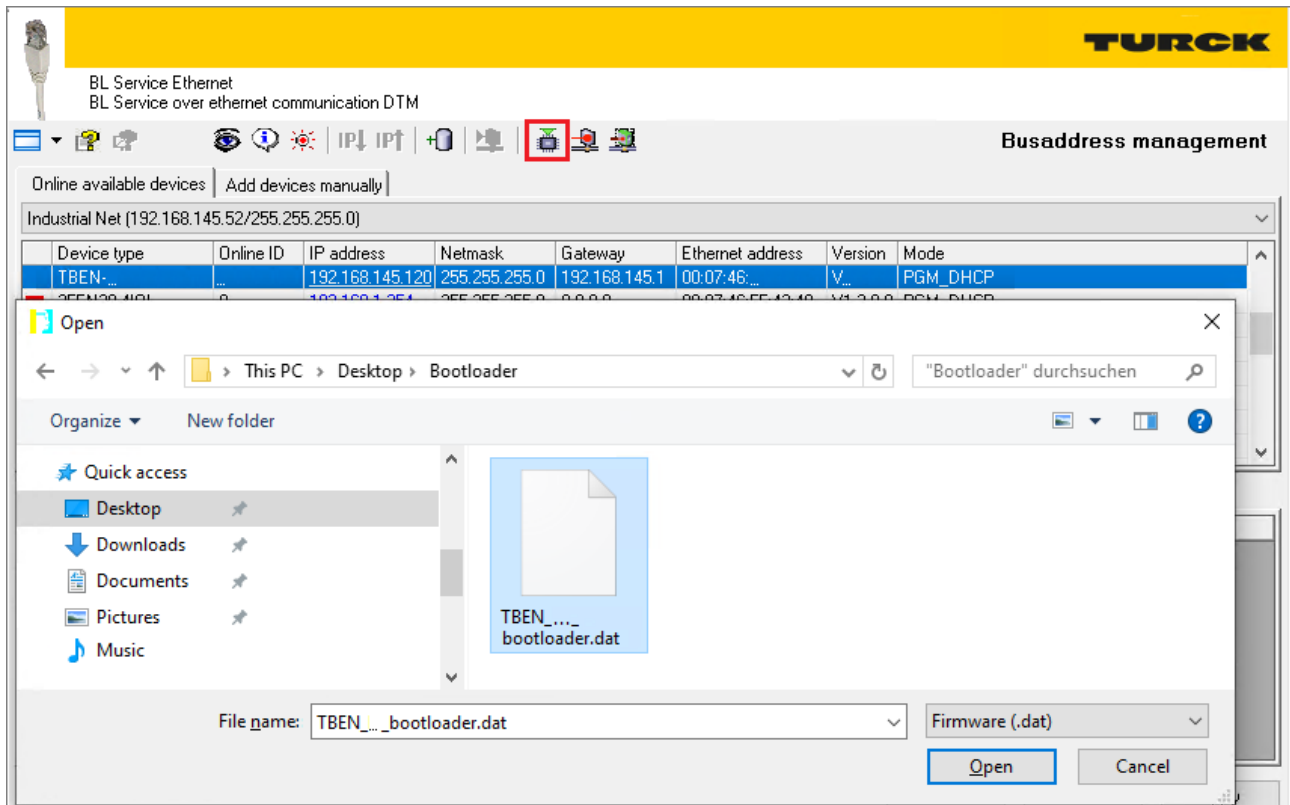 TURCK
BL Service Ethernet
BL Service over ethernet communication DTM
IP IP Busaddress management
Online available devices Add devices manually
Industrial Net (192.168.145.52/255.255.255.0)
Device type Online ID IP address Netmask Gateway Ethernet address Version Mode
TBEN-... ... 192.168.145.120 255.255.255.0 192.168.145.1 00:07:46:... V... PGM_DHCP
Open
This PC > Desktop > Bootloader "Bootloader" durchsuchen
Organize New folder
Quick access
Desktop
Downloads
Documents
Pictures
Music
TBEN_..._
bootloader.dat
File name: TBEN_..._bootloader.dat Firmware (.dat)
Open Cancel